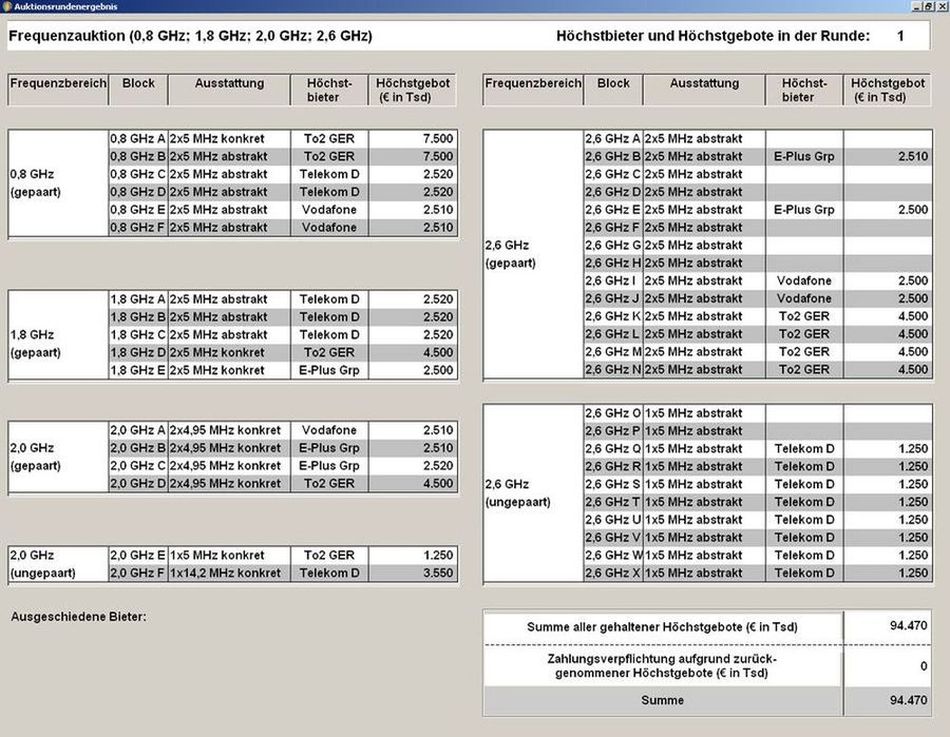 Auktionsrundenergebnis
Frequenzauktion (0,8 GHz; 1,8 GHz; 2,0 GHz; 2,6 GHz)
Höchstbieter und Höchstgebote in der Runde: 1
Frequenzbereich Block Ausstattung Höchst-bieter Höchstgebot (€ in Tsd)
0,8 GHz (gepaart)
0,8 GHz A 2x5 MHz konkret To2 GER 7.500
0,8 GHz B 2x5 MHz abstrakt To2 GER 7.500
0,8 GHz C 2x5 MHz abstrakt Telekom D 2.520
0,8 GHz D 2x5 MHz abstrakt Telekom D 2.520
0,8 GHz E 2x5 MHz abstrakt Vodafone 2.510
0,8 GHz F 2x5 MHz abstrakt Vodafone 2.510
1,8 GHz (gepaart)
1,8 GHz A 2x5 MHz abstrakt Telekom D 2.520
1,8 GHz B 2x5 MHz abstrakt Telekom D 2.520
1,8 GHz C 2x5 MHz abstrakt Telekom D 2.520
1,8 GHz D 2x5 MHz konkret To2 GER 4.500
1,8 GHz E 2x5 MHz konkret E-Plus Grp 2.500
2,0 GHz (gepaart)
2,0 GHz A 2x4,95 MHz konkret Vodafone 2.510
2,0 GHz B 2x4,95 MHz konkret E-Plus Grp 2.510
2,0 GHz C 2x4,95 MHz konkret E-Plus Grp 2.520
2,0 GHz D 2x4,95 MHz konkret To2 GER 4.500
2,0 GHz (ungepaart)
2,0 GHz E 1x5 MHz konkret To2 GER 1.250
2,0 GHz F 1x14,2 MHz konkret Telekom D 3.550
Ausgeschiedene Bieter:
Frequenzbereich Block Ausstattung Höchst-bieter Höchstgebot (€ in Tsd)
2,6 GHz (gepaart)
2,6 GHz A 2x5 MHz abstrakt
2,6 GHz B 2x5 MHz abstrakt E-Plus Grp 2.510
2,6 GHz C 2x5 MHz abstrakt
2,6 GHz D 2x5 MHz abstrakt
2,6 GHz E 2x5 MHz abstrakt E-Plus Grp 2.500
2,6 GHz F 2x5 MHz abstrakt
2,6 GHz G 2x5 MHz abstrakt
2,6 GHz H 2x5 MHz abstrakt
2,6 GHz I 2x5 MHz abstrakt Vodafone 2.500
2,6 GHz J 2x5 MHz abstrakt Vodafone 2.500
2,6 GHz K 2x5 MHz abstrakt To2 GER 4.500
2,6 GHz L 2x5 MHz abstrakt To2 GER 4.500
2,6 GHz M 2x5 MHz abstrakt To2 GER 4.500
2,6 GHz N 2x5 MHz abstrakt To2 GER 4.500
2,6 GHz (ungepaart)
2,6 GHz O 1x5 MHz abstrakt
2,6 GHz P 1x5 MHz abstrakt
2,6 GHz Q 1x5 MHz abstrakt Telekom D 1.250
2,6 GHz R 1x5 MHz abstrakt Telekom D 1.250
2,6 GHz S 1x5 MHz abstrakt Telekom D 1.250
2,6 GHz T 1x5 MHz abstrakt Telekom D 1.250
2,6 GHz U 1x5 MHz abstrakt Telekom D 1.250
2,6 GHz V 1x5 MHz abstrakt Telekom D 1.250
2,6 GHz W 1x5 MHz abstrakt Telekom D 1.250
2,6 GHz X 1x5 MHz abstrakt Telekom D 1.250
Summe aller gehaltener Höchstgebote (€ in Tsd) 94.470
Zahlungsverpflichtung aufgrund zurück-
genommener Höchstgebote (€ in Tsd) 0
Summe 94.470